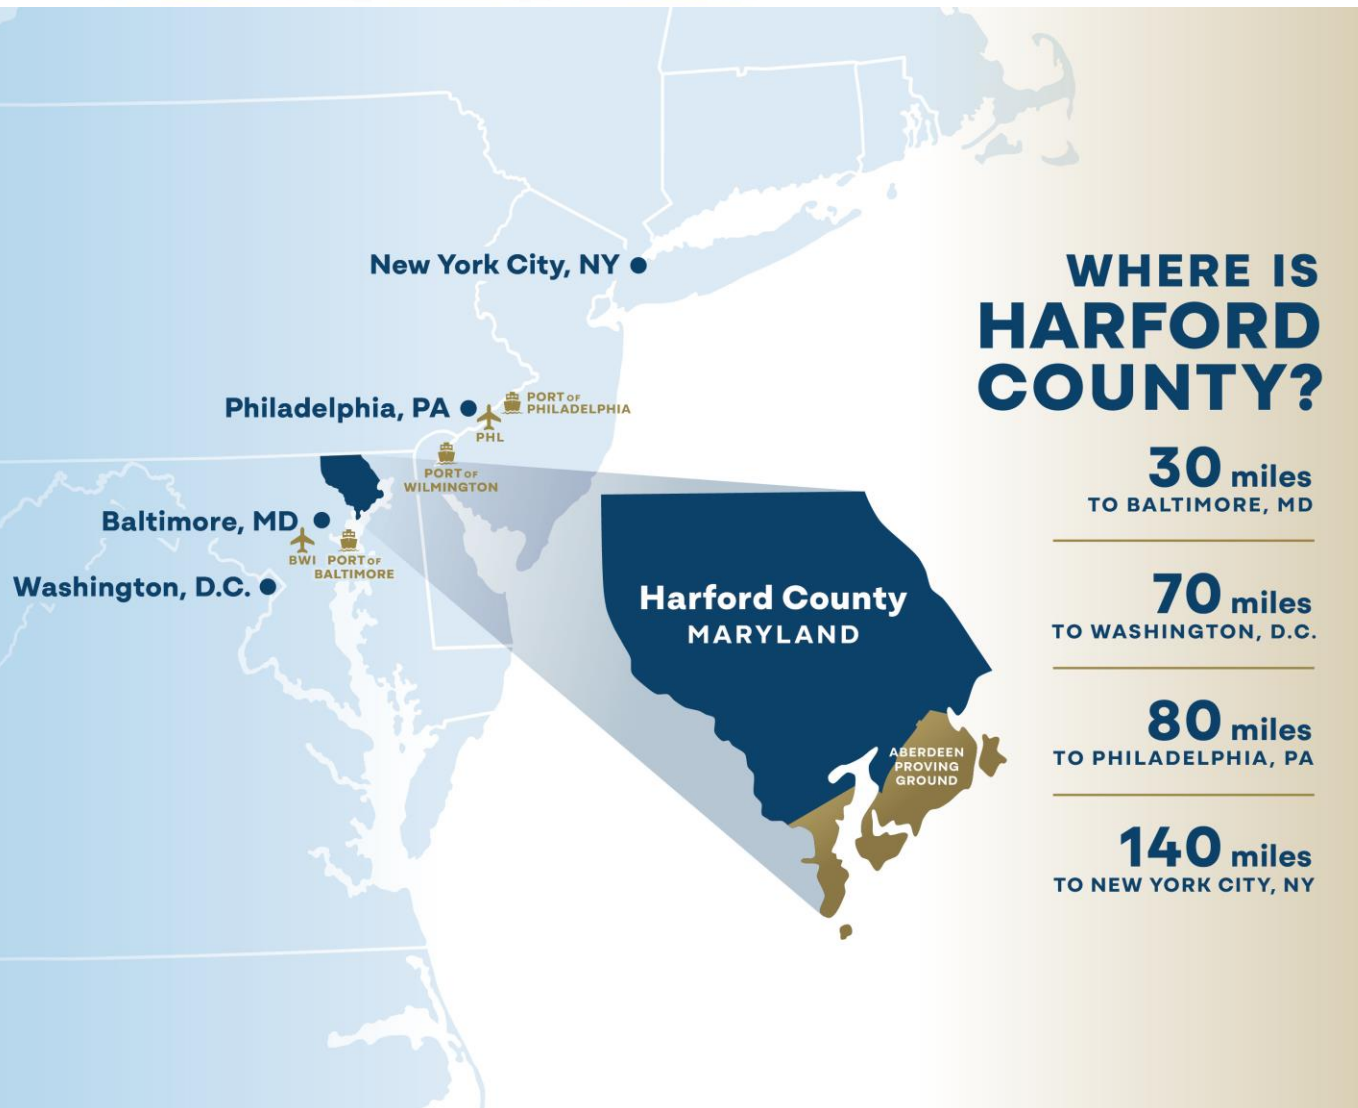 New York City, NY
Philadelphia, PA
PORT OF
PHILADELPHIA
PHL
PORT OF
WILMINGTON
Baltimore, MD
BWI
PORT OF
BALTIMORE
Washington, D.C.
Harford County
MARYLAND
ABERDEEN
PROVING
GROUND
WHERE IS
HARFORD
COUNTY?
30 miles
TO BALTIMORE, MD
70 miles
TO WASHINGTON, D.C.
80 miles
TO PHILADELPHIA, PA
140 miles
TO NEW YORK CITY, NY